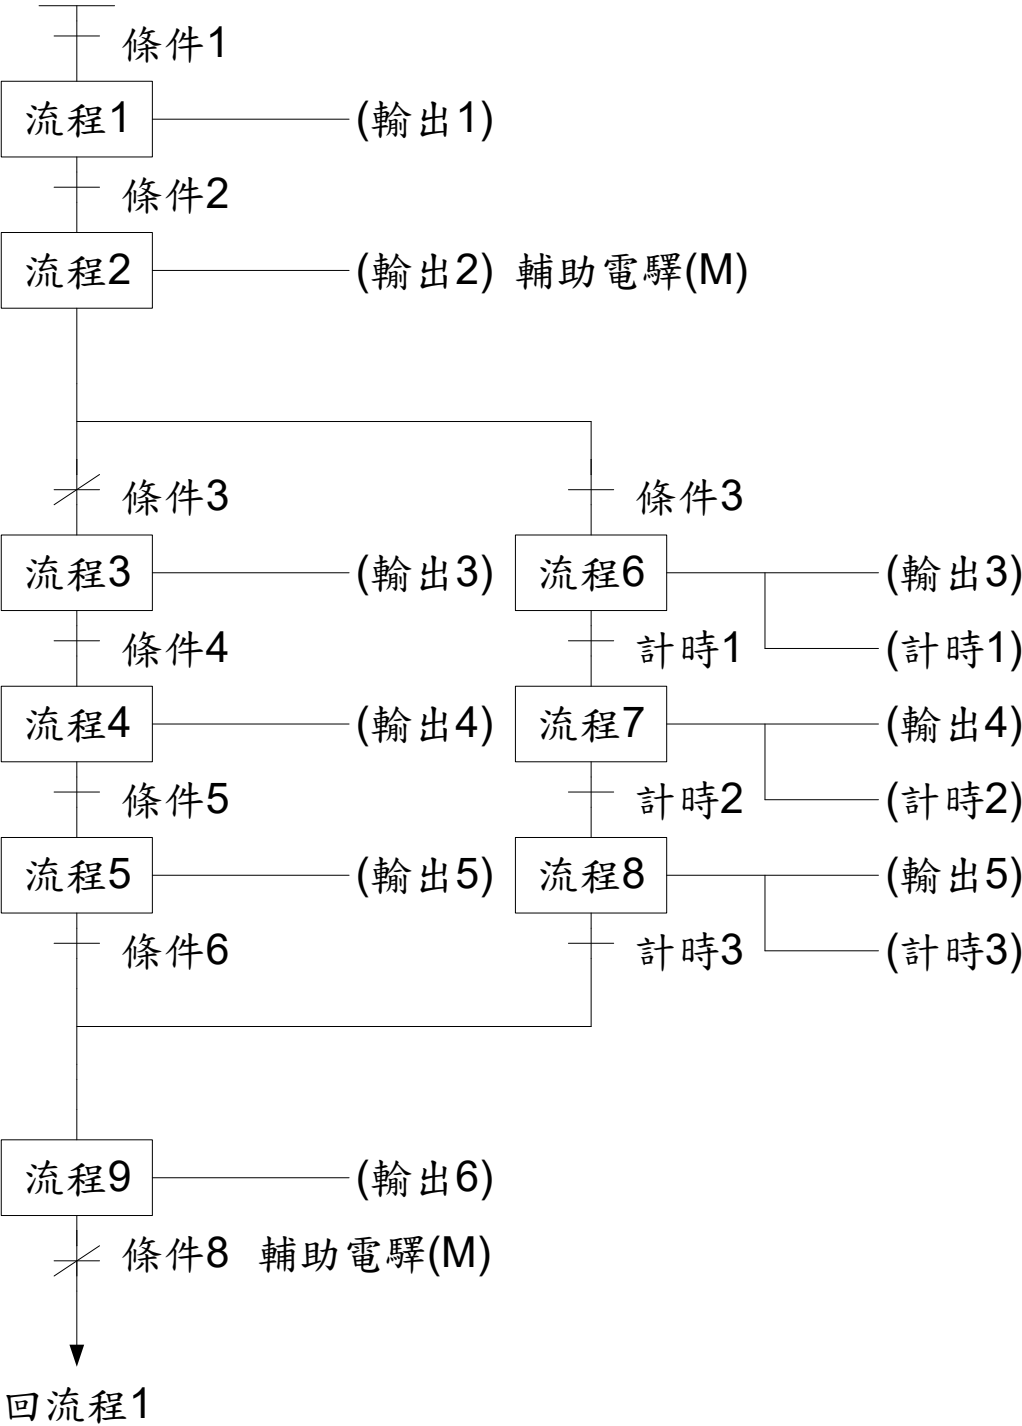 條件1
流程1 (輸出1)
條件2
流程2 (輸出2) 輔助電驛(M)
條件3 條件3
流程3 (輸出3) 流程6 (輸出3)
條件4 計時1 (計時1)
流程4 (輸出4) 流程7 (輸出4)
條件5 計時2 (計時2)
流程5 (輸出5) 流程8 (輸出5)
條件6 計時3 (計時3)
流程9 (輸出6)
條件8 輔助電驛(M)
回流程1